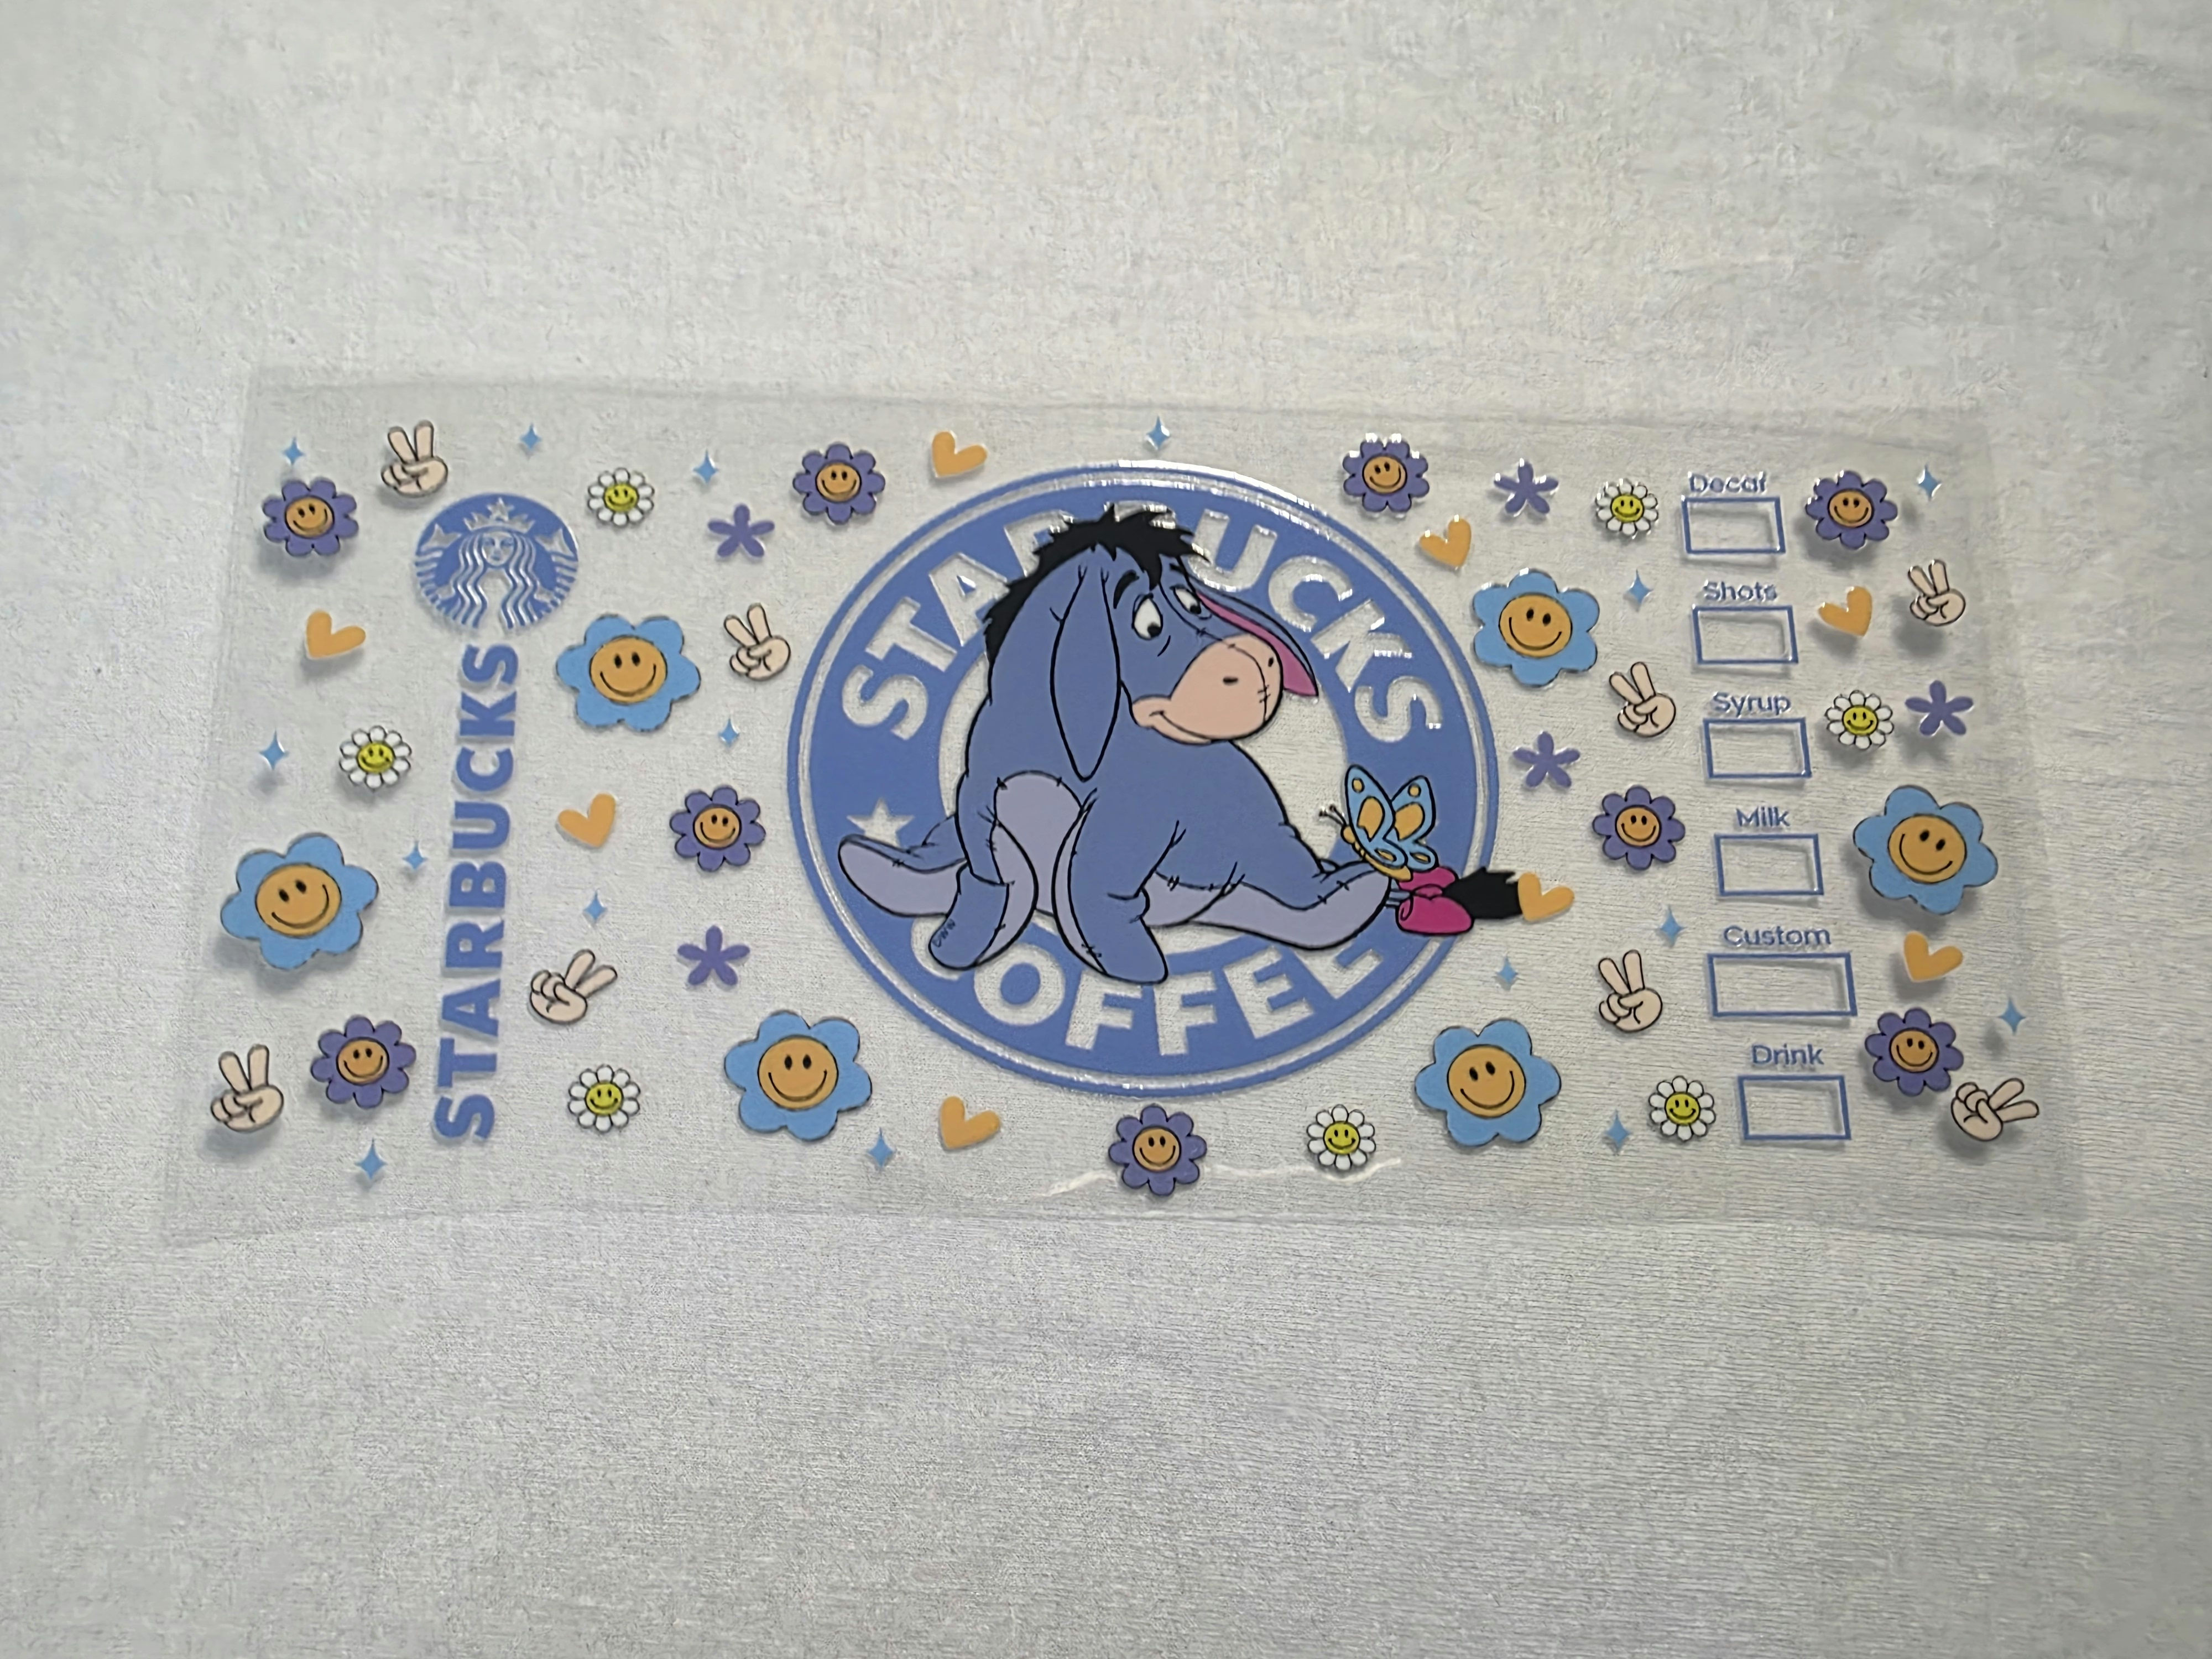 STARBUCKS
STARBUCKS
COFFEE
Decaf
Shots
Syrup
Milk
Custom
Drink